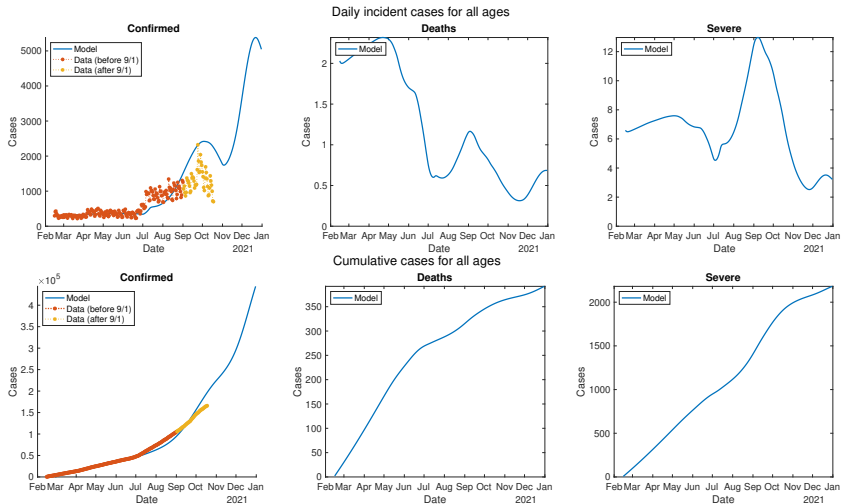 Daily incident cases for all ages
Confirmed
Cases
5000
4000
3000
2000
1000
0
Model
Data (before 9/1)
Data (after 9/1)
Feb Mar Apr May Jun Jul Aug Sep Oct Nov Dec Jan
Date
2021
Deaths
Cases
2
1.5
1
0.5
0
Model
Feb Mar Apr May Jun Jul Aug Sep Oct Nov Dec Jan
Date
2021
Severe
Cases
12
10
8
6
4
2
0
Model
Feb Mar Apr May Jun Jul Aug Sep Oct Nov Dec Jan
Date
2021
Cumulative cases for all ages
Confirmed
×10⁵
Cases
4
3.5
3
2.5
2
1.5
1
0.5
0
Model
Data (before 9/1)
Data (after 9/1)
Feb Mar Apr May Jun Jul Aug Sep Oct Nov Dec Jan
Date
2021
Deaths
Cases
350
300
250
200
150
100
50
0
Model
Feb Mar Apr May Jun Jul Aug Sep Oct Nov Dec Jan
Date
2021
Severe
Cases
2000
1500
1000
500
0
Model
Feb Mar Apr May Jun Jul Aug Sep Oct Nov Dec Jan
Date
2021